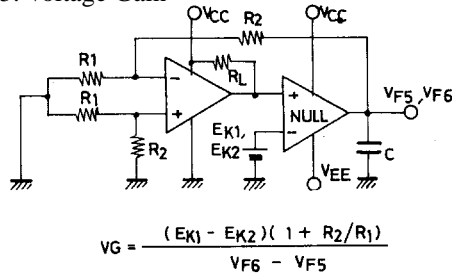 Voltage Gain
VCC
R2
VCC
R1
R1
RL
VF5, VF6
NULL
EK1,
EK2
R2
C
VEE
VG = (EK1 - EK2)(1 + R2/R1)
VF6 - VF5